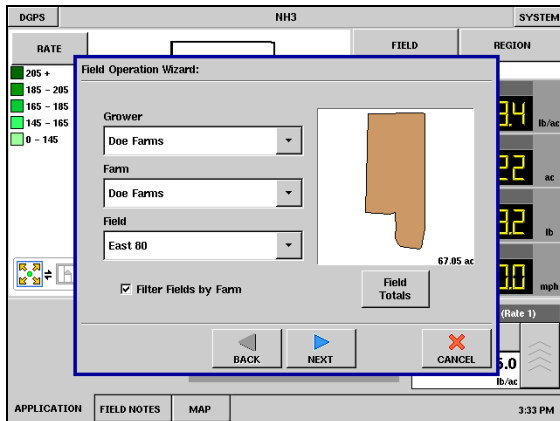 DGPS NH3 SYSTEM
RATE FIELD REGION
205 +
185 - 205
165 - 185
145 - 165
0 - 145
Field Operation Wizard:
Grower
Doe Farms
Farm
Doe Farms
Field
East 80
Filter Fields by Farm
67.05 ac
Field
Totals
BACK NEXT CANCEL
lb/ac
ac
lb
mph
(Rate 1)
lb/ac
APPLICATION FIELD NOTES MAP 3:33 PM